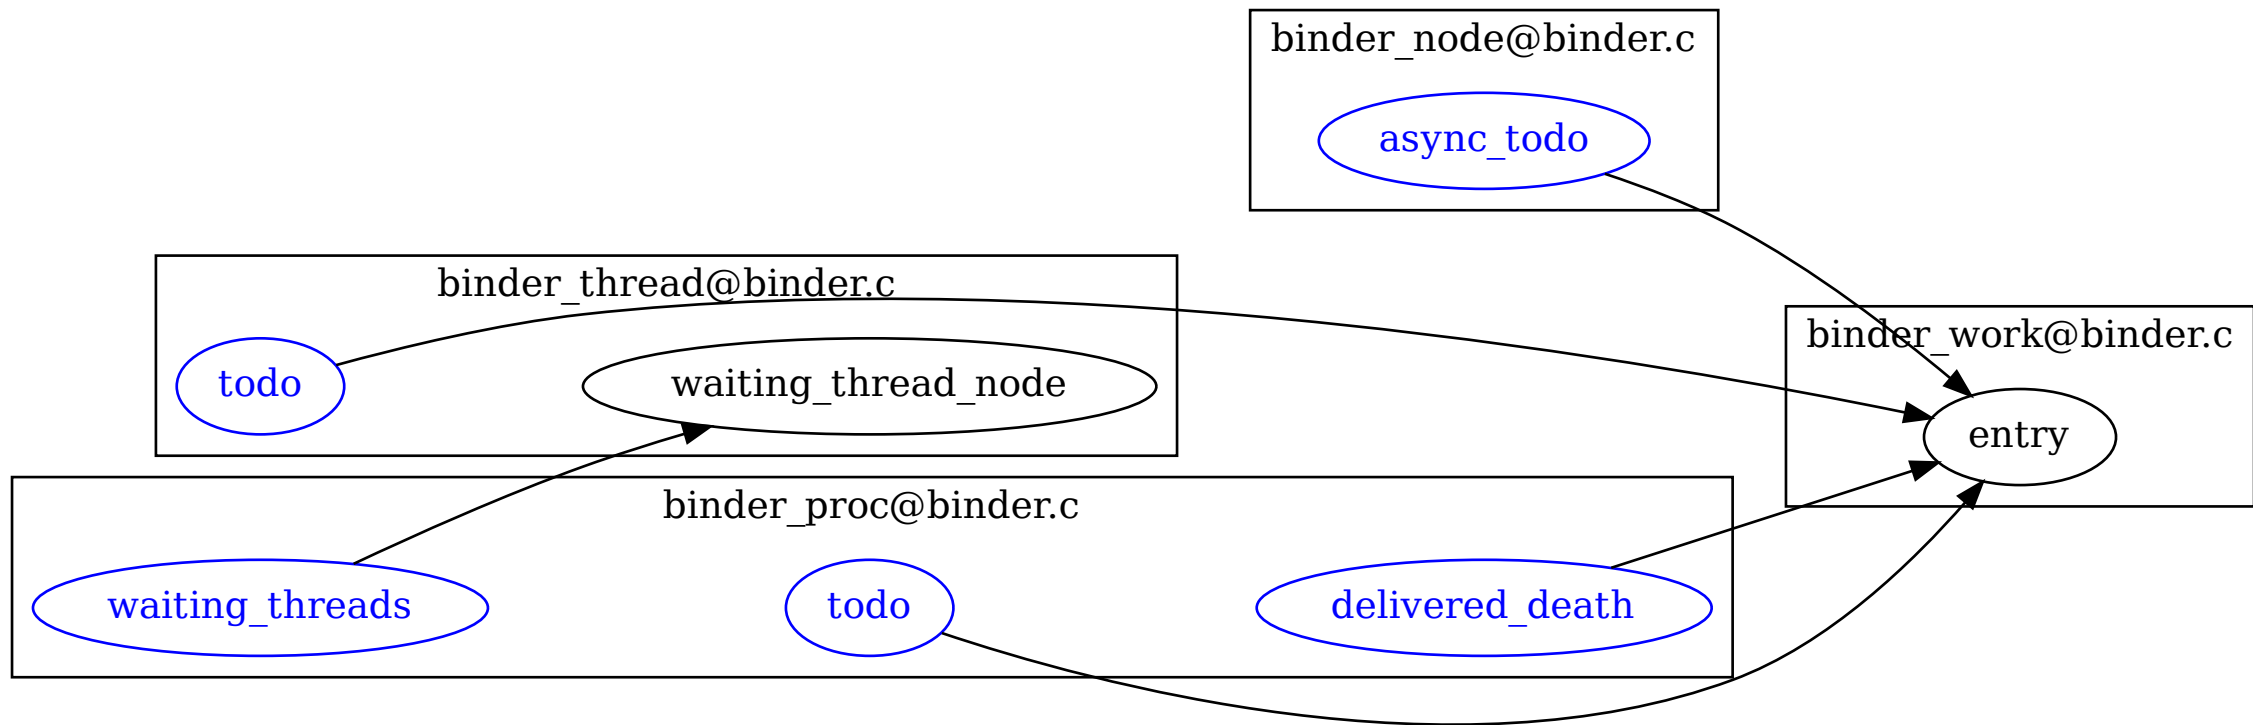 binder_node@binder.c
async_todo
binder_thread@binder.c
todo
waiting_thread_node
binder_work@binder.c
entry
binder_proc@binder.c
waiting_threads
todo
delivered_death